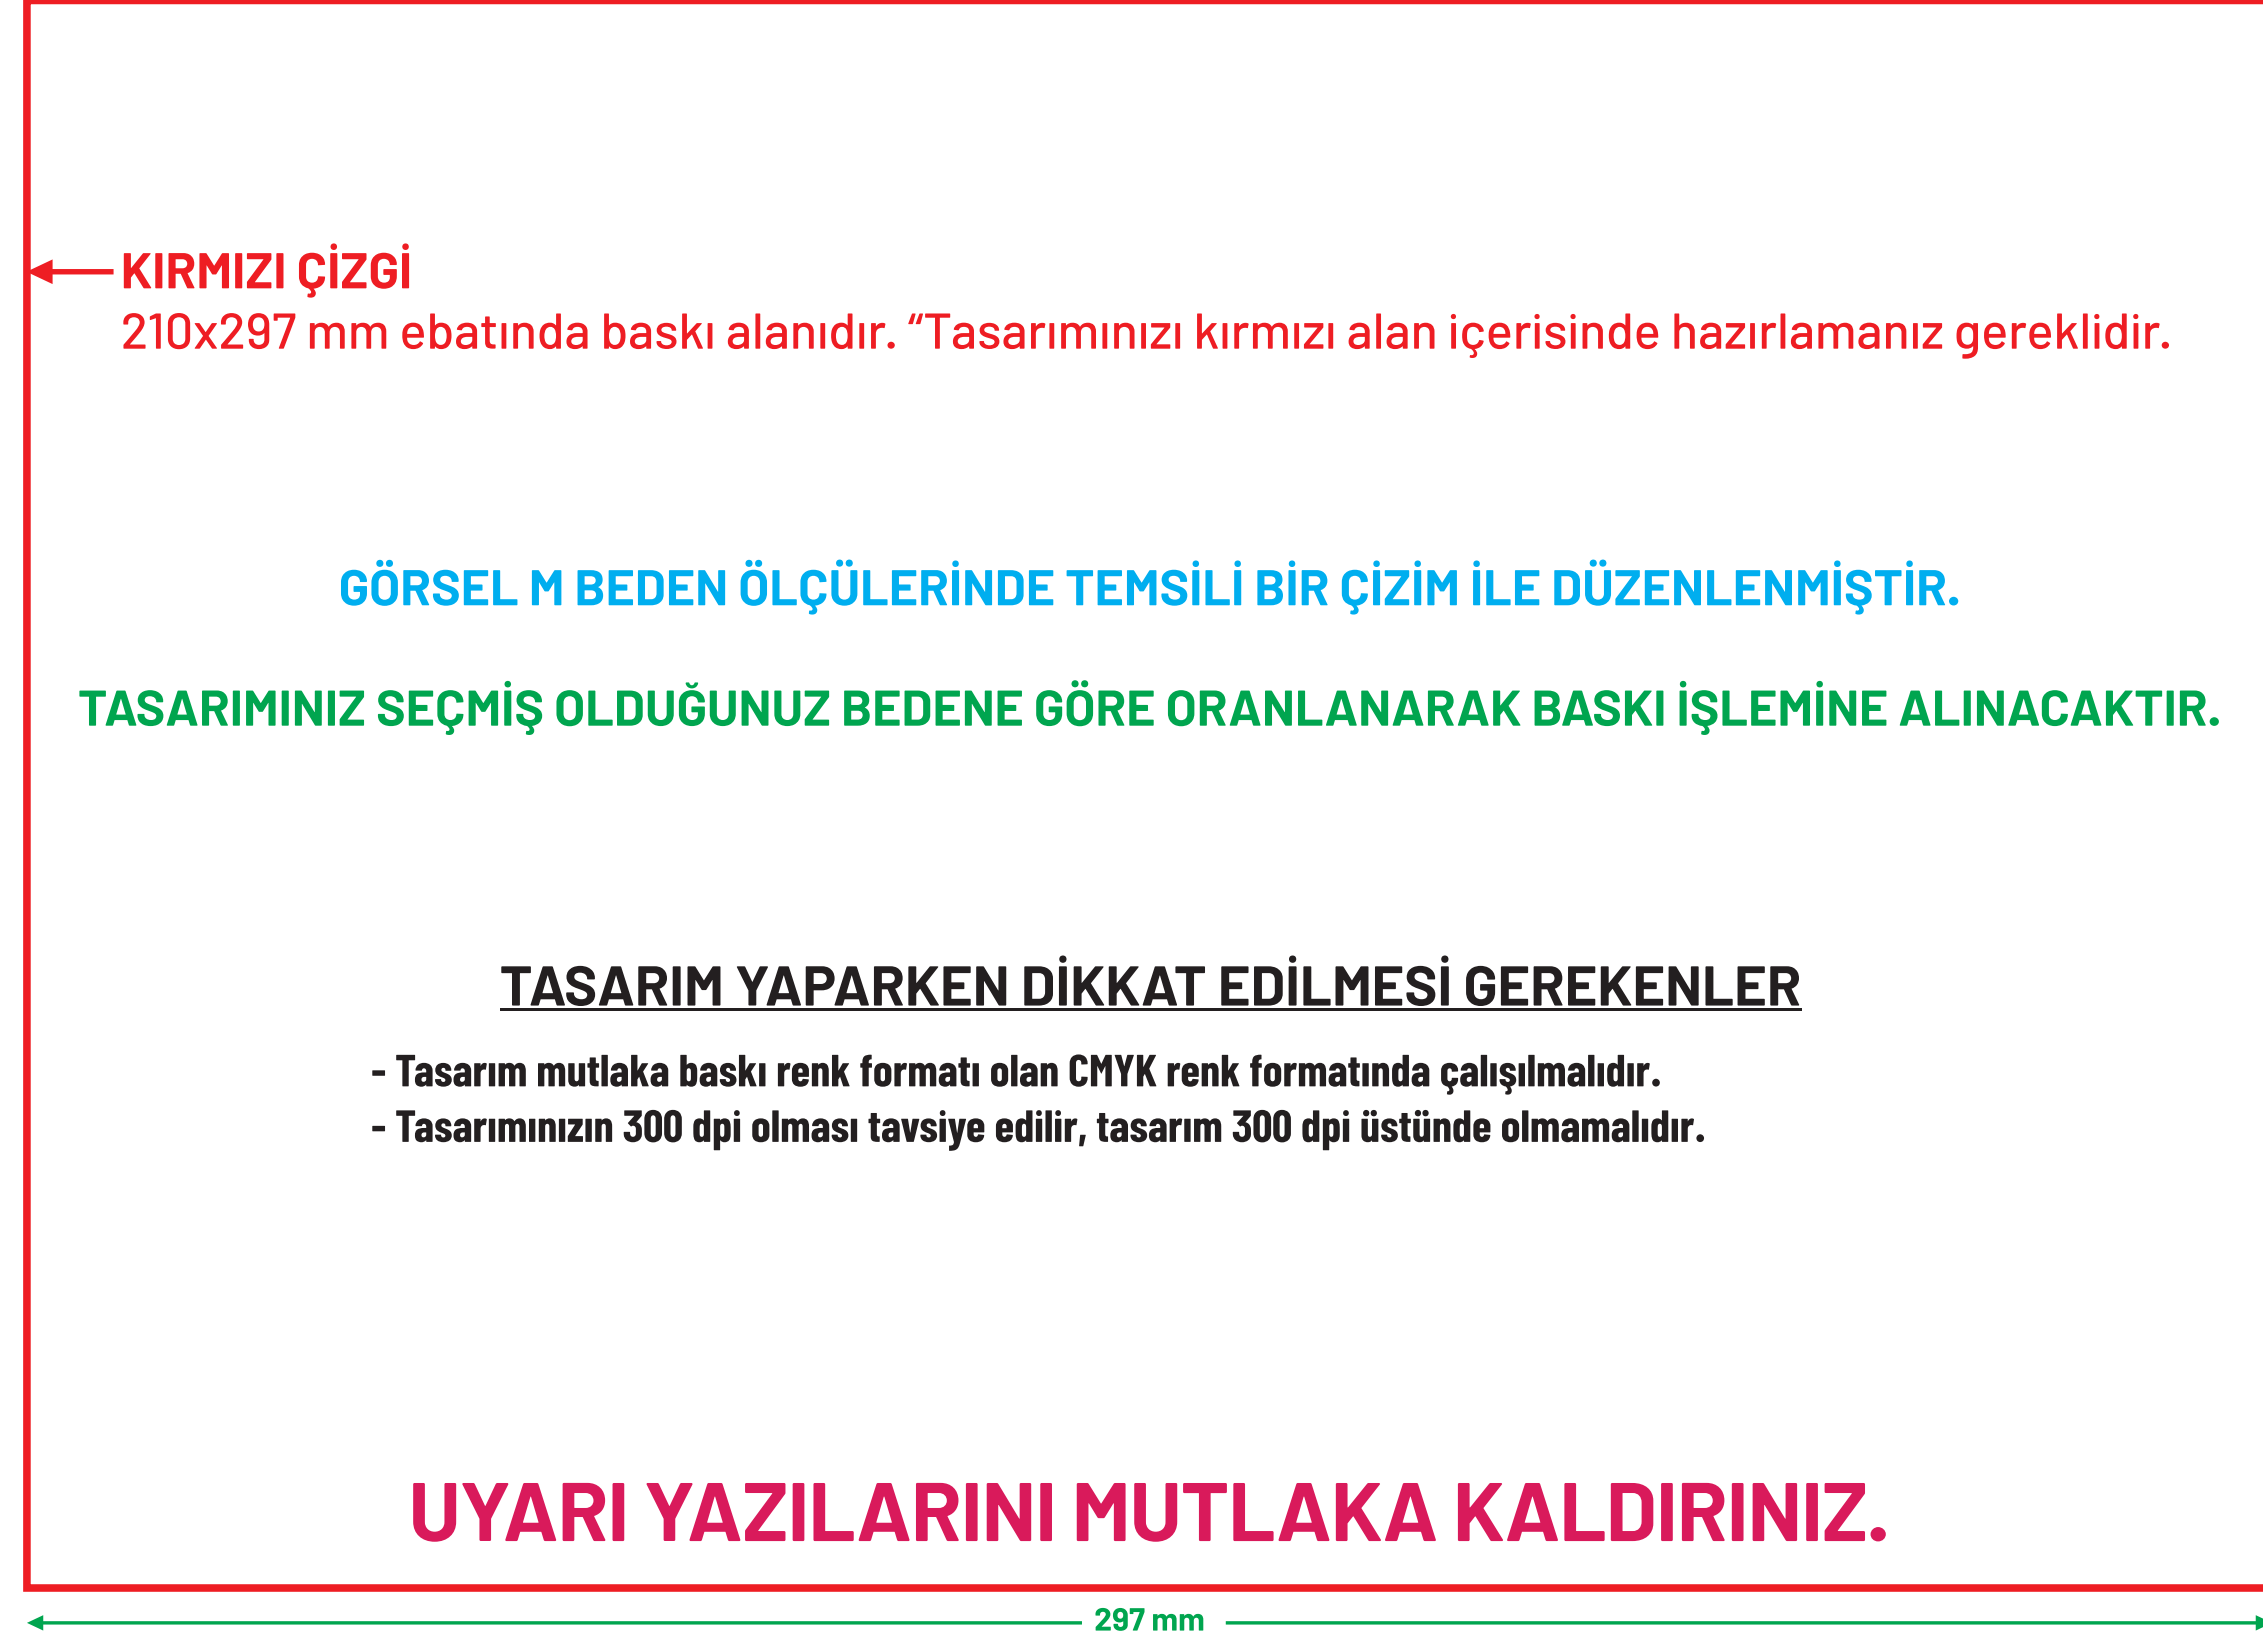 KIRMIZI ÇİZGİ
210x297 mm ebatında baskı alanıdır. “Tasarımınızı kırmızı alan içerisinde hazırlamanız gereklidir.
GÖRSEL M BEDEN ÖLÇÜLERİNDE TEMSİLİ BİR ÇİZİM İLE DÜZENLENMİŞTİR.
TASARIMINIZ SEÇMİŞ OLDUĞUNUZ BEDENE GÖRE ORANLANARAK BASKI İŞLEMİNE ALINACAKTIR.
TASARIM YAPARKEN DİKKAT EDİLMESİ GEREKENLER
- Tasarım mutlaka baskı renk formatı olan CMYK renk formatında çalışılmalıdır.
- Tasarımınızın 300 dpi olması tavsiye edilir, tasarım 300 dpi üstünde olmamalıdır.
UYARI YAZILARINI MUTLAKA KALDIRINIZ.
297 mm